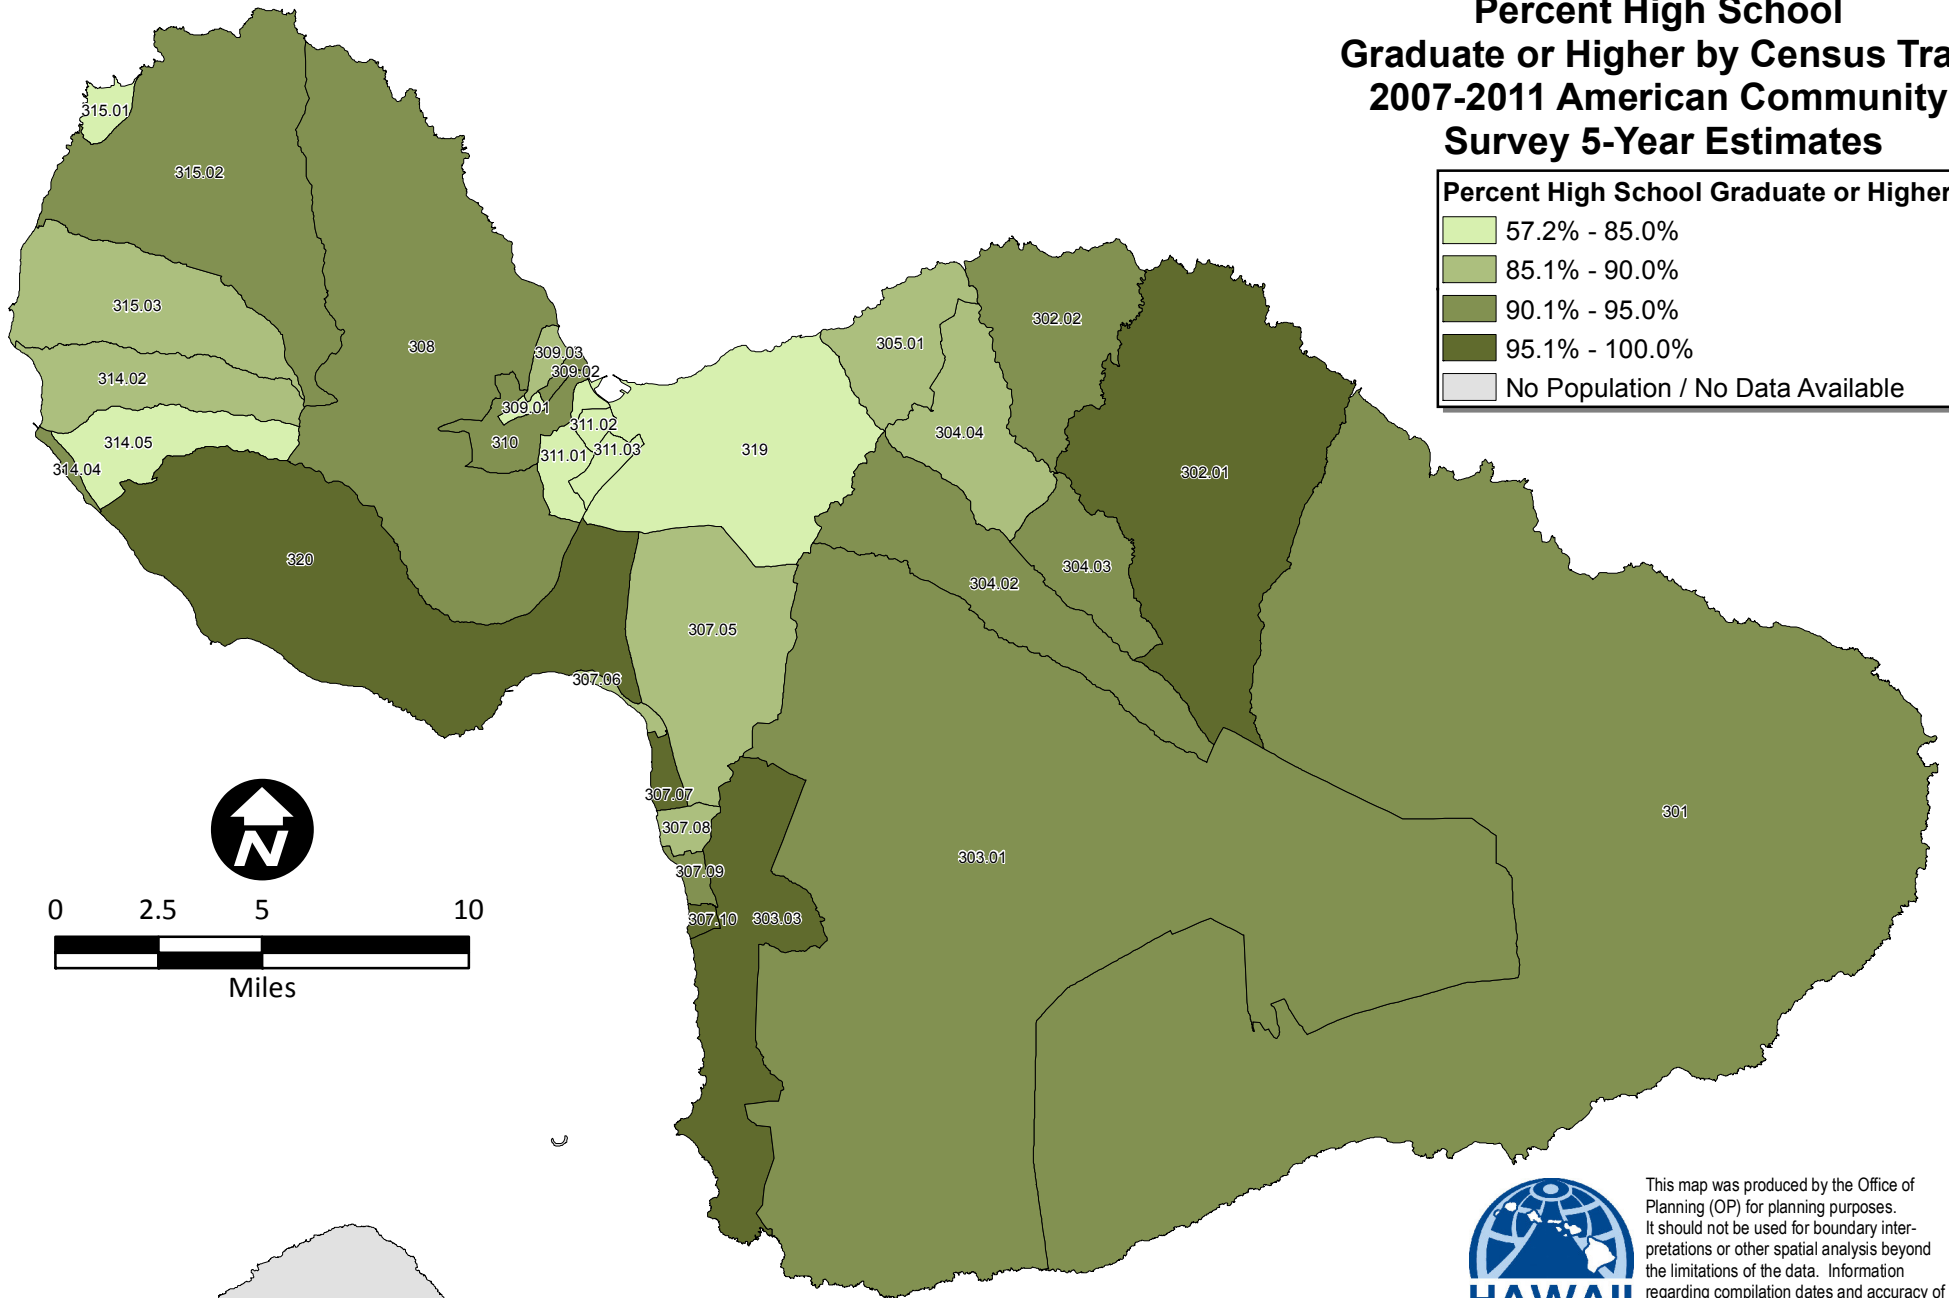 Percent High School
Graduate or Higher by Census Tra
2007-2011 American Community
Survey 5-Year Estimates
Percent High School Graduate or Higher
57.2% - 85.0%
85.1% - 90.0%
90.1% - 95.0%
95.1% - 100.0%
No Population / No Data Available
315.01
315.02
315.03
308
314.02
314.05
314.04
320
309.03
309.02
309.01
310
311.02
311.01
311.03
319
305.01
302.02
304.04
302.01
304.03
304.02
307.05
307.06
307.07
307.08
307.09
307.10
303.03
303.01
301
N
0 2.5 5 10
Miles
This map was produced by the Office of
Planning (OP) for planning purposes.
It should not be used for boundary inter-
pretations or other spatial analysis beyond
the limitations of the data. Information
regarding compilation dates and accuracy of
HAWAII